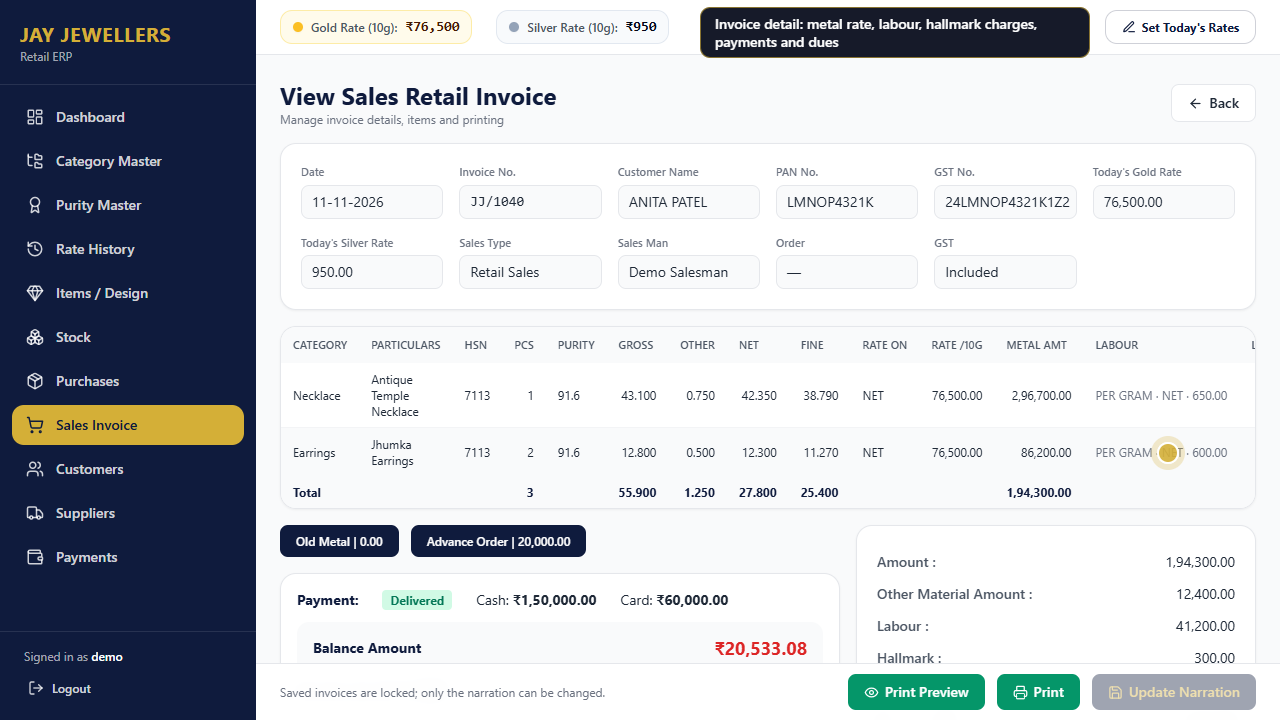 JAY JEWELLERS
Retail ERP
Dashboard
Category Master
Purity Master
Rate History
Items / Design
Stock
Purchases
Sales Invoice
Customers
Suppliers
Payments
Signed in as demo
Logout
Gold Rate (10g): ₹76,500
Silver Rate (10g): ₹950
Invoice detail: metal rate, labour, hallmark charges,
payments and dues
Set Today's Rates
View Sales Retail Invoice
Manage invoice details, items and printing
Back
Date Invoice No. Customer Name PAN No. GST No. Today's Gold Rate
11-11-2026 JJ/1040 ANITA PATEL LMNOP4321K 24LMNOP4321K1Z2 76,500.00
Today's Silver Rate Sales Type Sales Man Order GST
950.00 Retail Sales Demo Salesman — Included
CATEGORY PARTICULARS HSN PCS PURITY GROSS OTHER NET FINE RATE ON RATE /10G METAL AMT LABOUR
Necklace Antique Temple Necklace 7113 1 91.6 43.100 0.750 42.350 38.790 NET 76,500.00 2,96,700.00 PER GRAM · NET · 650.00
Earrings Jhumka Earrings 7113 2 91.6 12.800 0.500 12.300 11.270 NET 76,500.00 86,200.00 PER GRAM · NET · 600.00
Total 3 55.900 1.250 27.800 25.400 1,94,300.00
Old Metal | 0.00
Advance Order | 20,000.00
Payment: Delivered Cash: ₹1,50,000.00 Card: ₹60,000.00
Balance Amount ₹20,533.08
Amount : 1,94,300.00
Other Material Amount : 12,400.00
Labour : 41,200.00
Hallmark : 300.00
Saved invoices are locked; only the narration can be changed.
Print Preview
Print
Update Narration